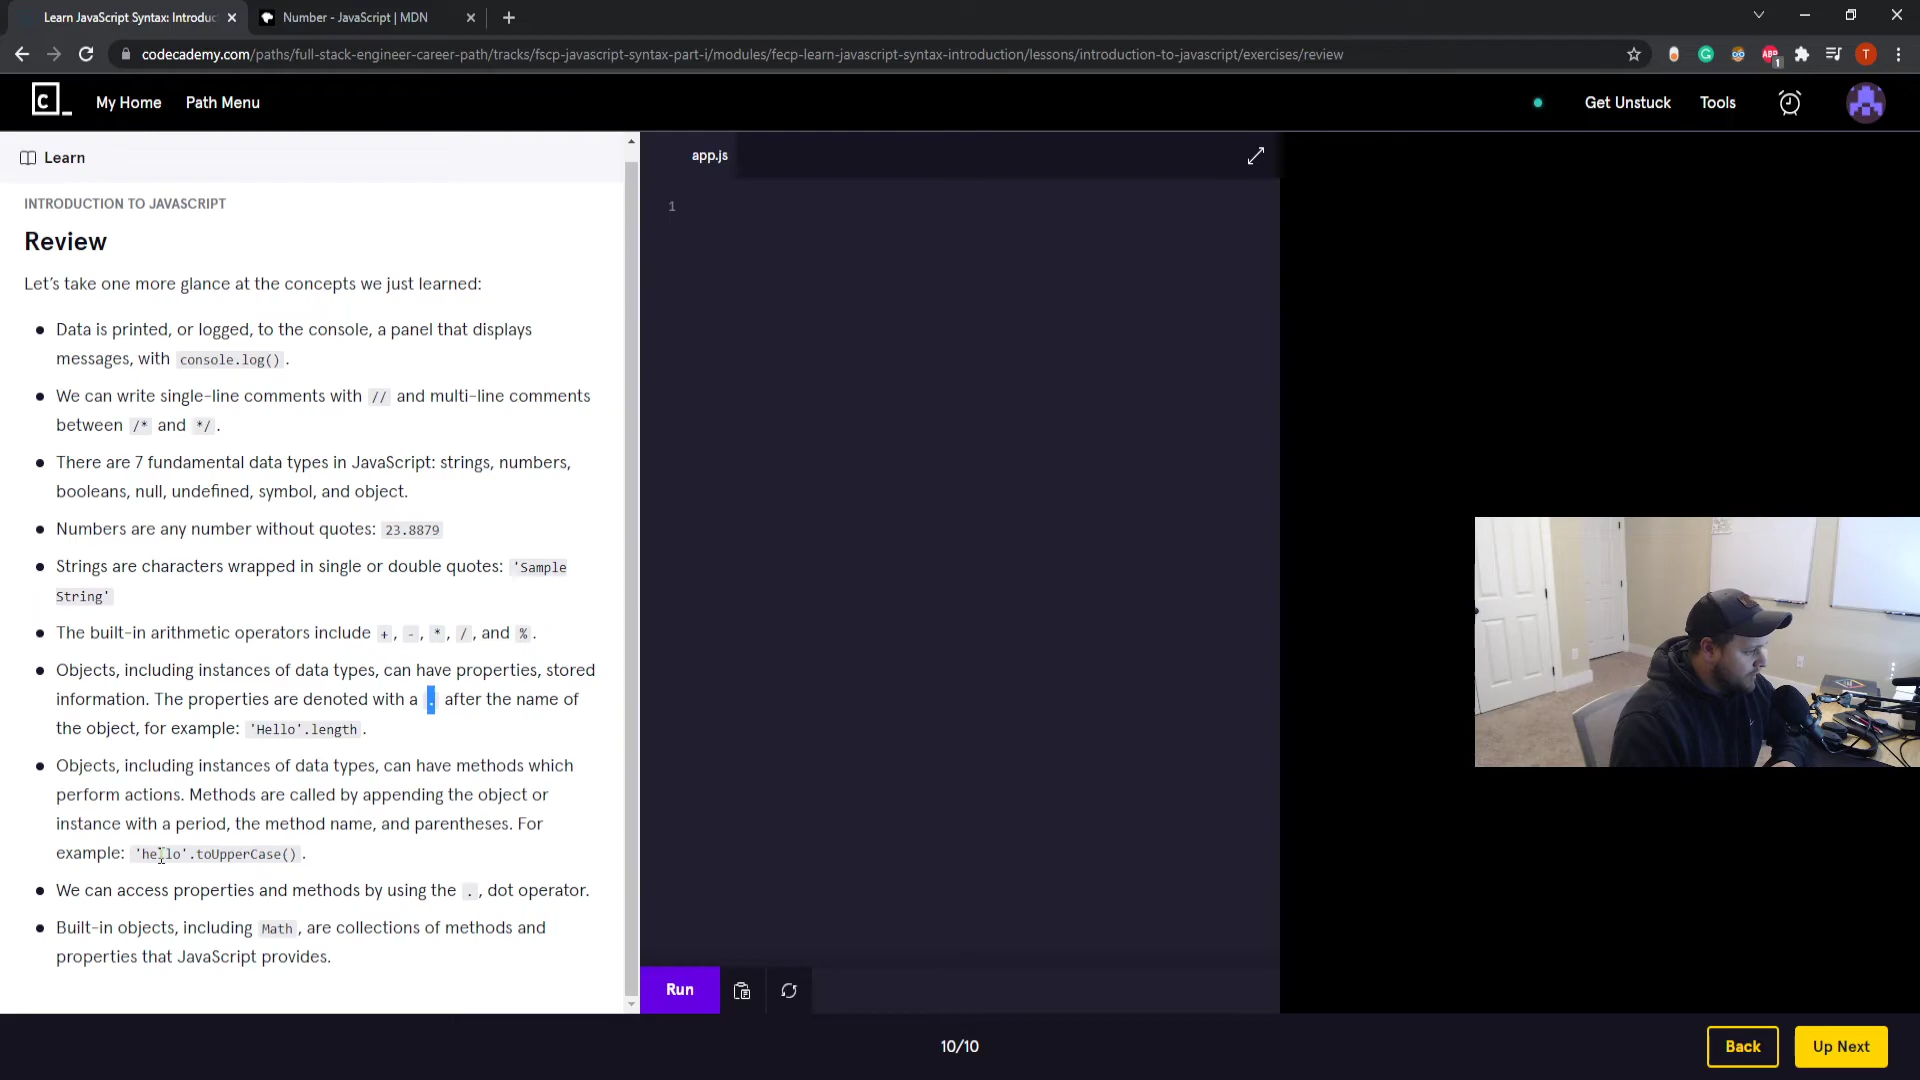 Learn JavaScript Syntax: Introduc
Number - JavaScript | MDN
codecademy.com/paths/full-stack-engineer-career-path/tracks/fscp-javascript-syntax-part-i/modules/fecp-learn-javascript-syntax-introduction/lessons/introduction-to-javascript/exercises/review
ABP
1
T
c_
My Home
Path Menu
Get Unstuck
Tools
Learn
app.js
1
INTRODUCTION TO JAVASCRIPT
Review
Let's take one more glance at the concepts we just learned:
Data is printed, or logged, to the console, a panel that displays
messages, with console.log().
We can write single-line comments with // and multi-line comments
between /* and */.
There are 7 fundamental data types in JavaScript: strings, numbers,
booleans, null, undefined, symbol, and object.
Numbers are any number without quotes: 23.8879
Strings are characters wrapped in single or double quotes: 'Sample
String'
The built-in arithmetic operators include +, -, *, /, and %.
Objects, including instances of data types, can have properties, stored
information. The properties are denoted with a . after the name of
the object, for example: 'Hello'.length.
Objects, including instances of data types, can have methods which
perform actions. Methods are called by appending the object or
instance with a period, the method name, and parentheses. For
example: 'hello'.toUpperCase().
We can access properties and methods by using the ., dot operator.
Built-in objects, including Math, are collections of methods and
properties that JavaScript provides.
Run
10/10
Back
Up Next